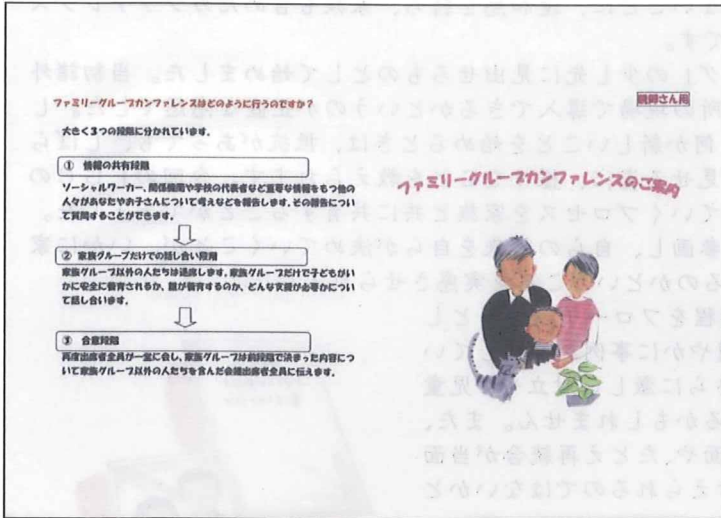 ファミリーグループカンファレンスはどのように行うのですか？
大きく３つの段階に分かれています。
① 情報の共有段階
ソーシャルワーカー、関係機関や学校の代表者など重要な情報をもつ他の
人々があなたやお子さんについて考えなどを報告します。その報告につい
て質問することができます。
② 家族グループだけでの話し合い段階
家族グループ以外の人たちは退席します。家族グループだけで子どもがい
かに安全に養育されるか、誰が養育するのか、どんな支援が必要かについ
て話し合います。
③ 合意段階
再度出席者全員が一堂に会し、家族グループは前段階で決まった内容につ
いて家族グループ以外の人たちを含んだ会議出席者全員に伝えます。
親御さん用
ファミリーグループカンファレンスのご案内